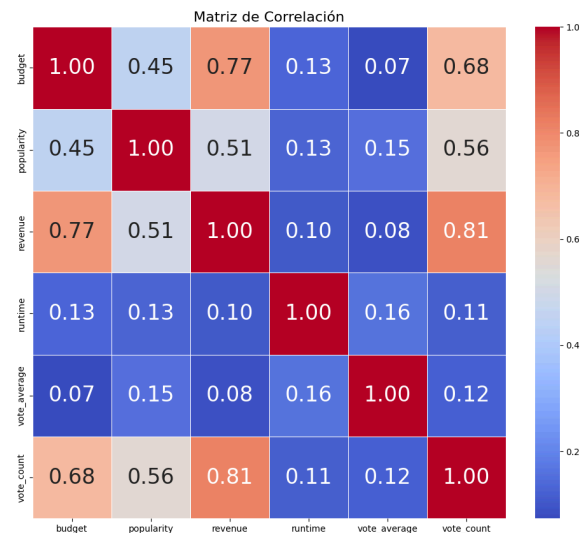 Matriz de Correlación
budget 1.00 0.45 0.77 0.13 0.07 0.68
popularity 0.45 1.00 0.51 0.13 0.15 0.56
revenue 0.77 0.51 1.00 0.10 0.08 0.81
runtime 0.13 0.13 0.10 1.00 0.16 0.11
vote_average 0.07 0.15 0.08 0.16 1.00 0.12
vote_count 0.68 0.56 0.81 0.11 0.12 1.00
budget popularity revenue runtime vote_average vote_count
1.0
0.8
0.6
0.4
0.2